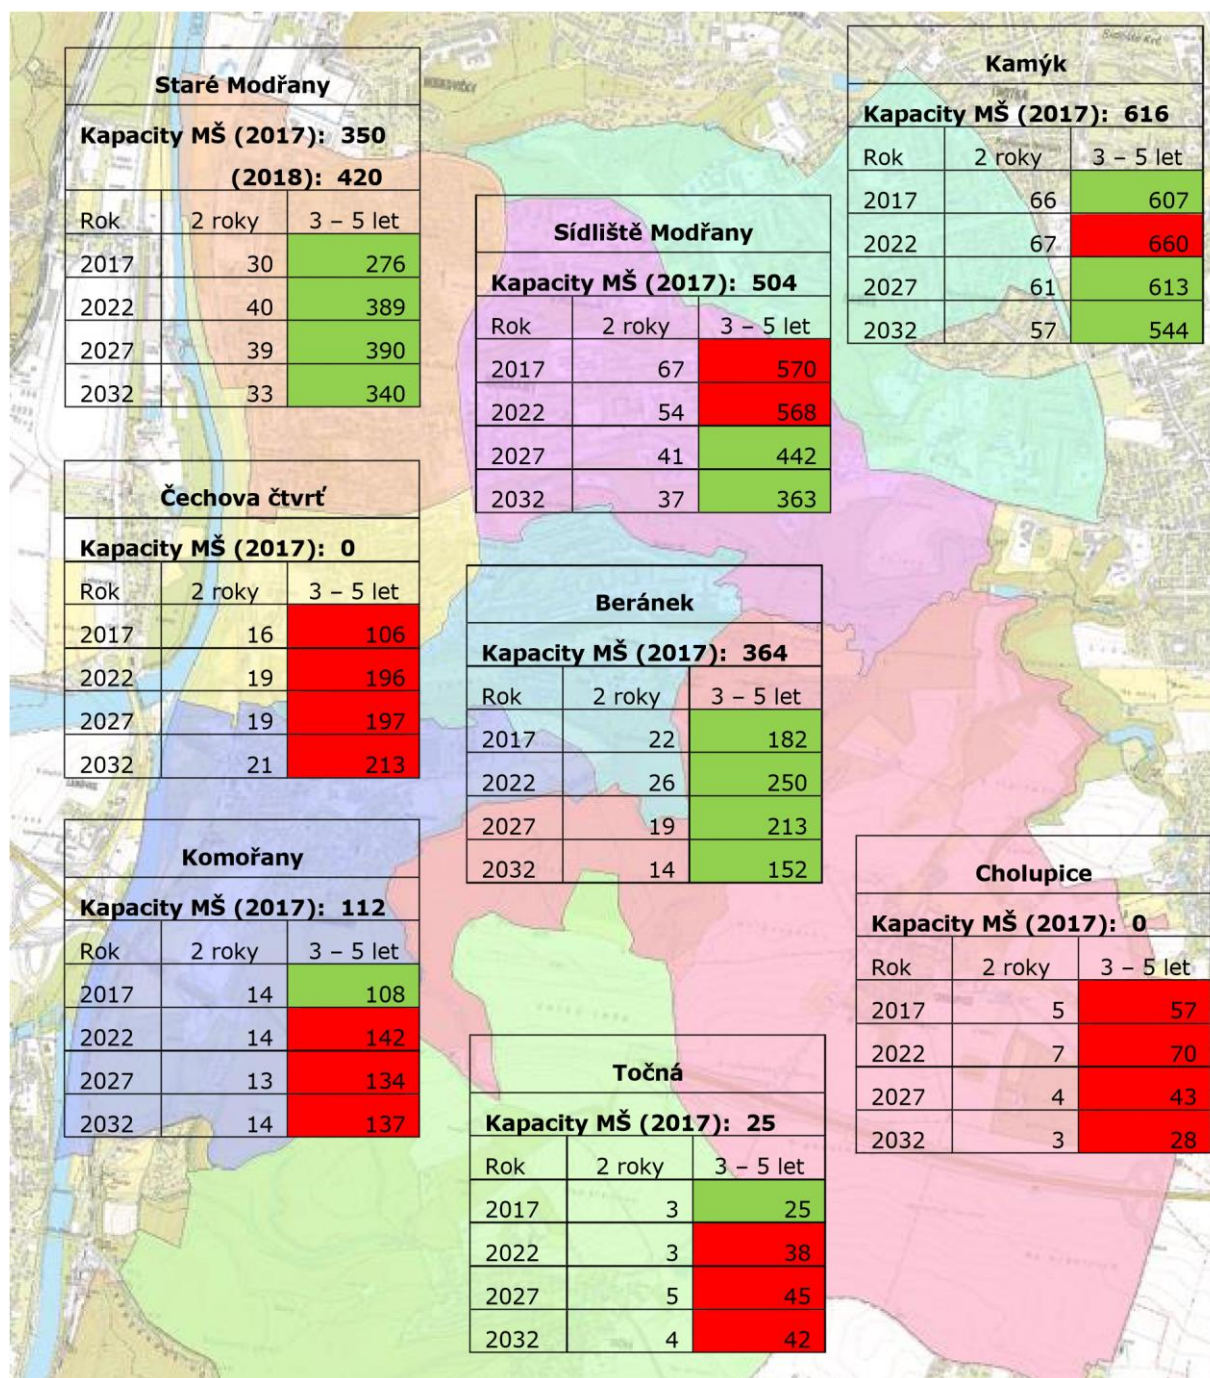 Staré Modřany
Kapacity MŠ (2017): 350
(2018): 420
Rok 2 roky 3 – 5 let
2017 30 276
2022 40 389
2027 39 390
2032 33 340
Kamýk
Kapacity MŠ (2017): 616
Rok 2 roky 3 – 5 let
2017 66 607
2022 67 660
2027 61 613
2032 57 544
Sídliště Modřany
Kapacity MŠ (2017): 504
Rok 2 roky 3 – 5 let
2017 67 570
2022 54 568
2027 41 442
2032 37 363
Čechova čtvrť
Kapacity MŠ (2017): 0
Rok 2 roky 3 – 5 let
2017 16 106
2022 19 196
2027 19 197
2032 21 213
Beránek
Kapacity MŠ (2017): 364
Rok 2 roky 3 – 5 let
2017 22 182
2022 26 250
2027 19 213
2032 14 152
Komořany
Kapacity MŠ (2017): 112
Rok 2 roky 3 – 5 let
2017 14 108
2022 14 142
2027 13 134
2032 14 137
Cholupice
Kapacity MŠ (2017): 0
Rok 2 roky 3 – 5 let
2017 5 57
2022 7 70
2027 4 43
2032 3 28
Točná
Kapacity MŠ (2017): 25
Rok 2 roky 3 – 5 let
2017 3 25
2022 3 38
2027 5 45
2032 4 42